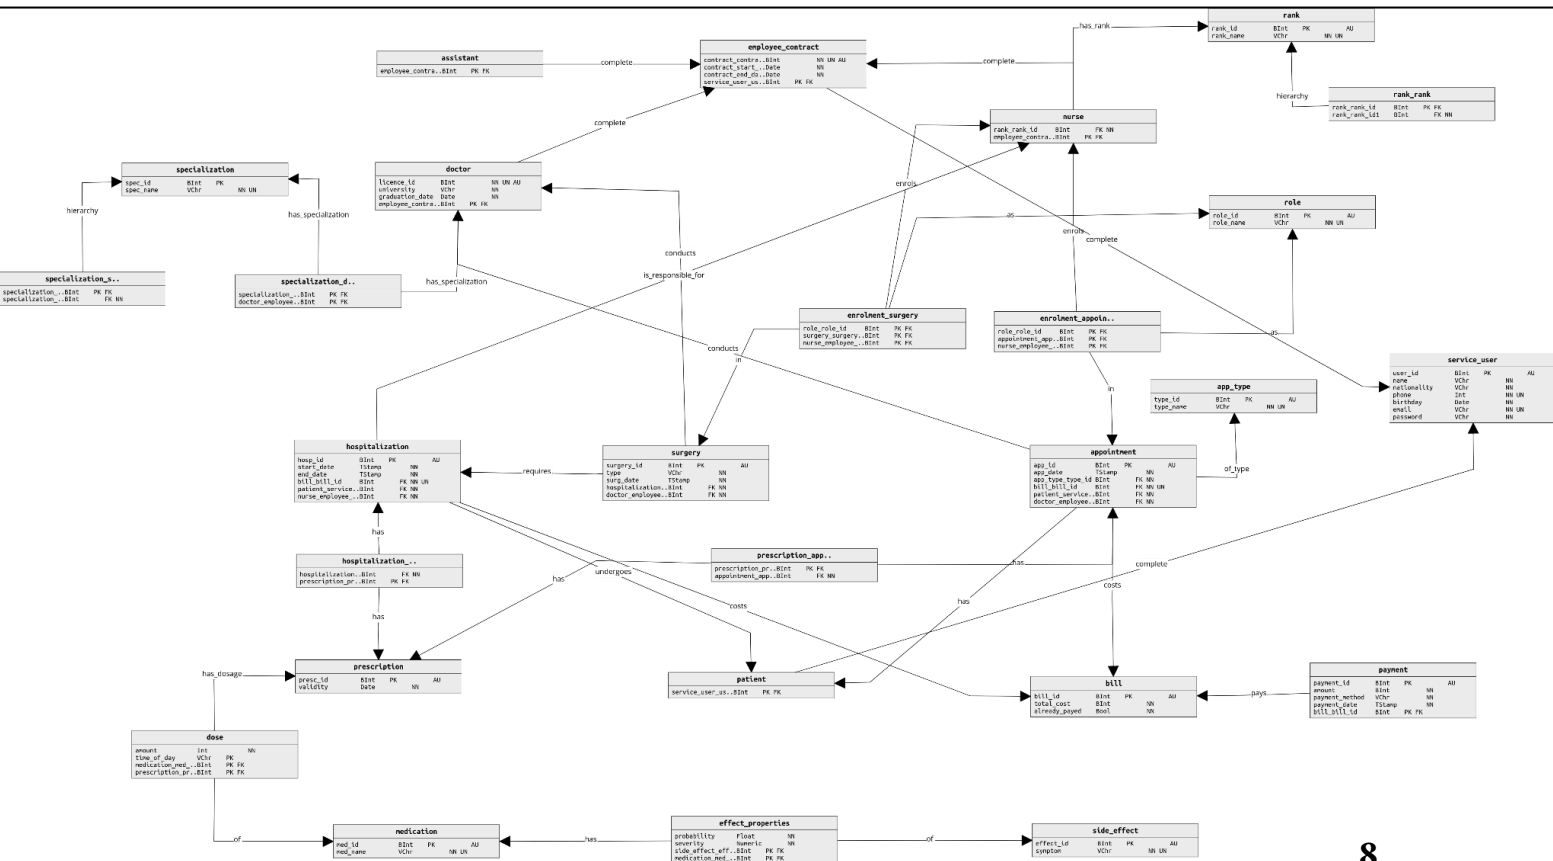 rank
rank_id BInt PK AU
rank_name VChr NN UN
has_rank
employee_contract
contract_contra..BInt NN UN AU
contract_start_..Date NN
contract_end_da..Date NN
service_user_us..BInt PK FK
assistant
employee_contra..BInt PK FK
complete
complete
hierarchy
rank_rank
rank_rank_id BInt PK FK
rank_rank_id1 BInt FK NN
nurse
rank_rank_id BInt FK NN
employee_contra..BInt PK FK
complete
specialization
spec_id BInt PK
spec_name VChr NN UN
doctor
licence_id BInt NN UN AU
university VChr NN
graduation_date Date NN
employee_contra..BInt PK FK
enrols
hierarchy
has_specialization
role
role_id BInt PK AU
role_name VChr NN UN
as
enrols
complete
conducts
is_responsible_for
specialization_s..
specialization_..BInt PK FK
specialization_..BInt FK NN
specialization_d..
specialization_..BInt PK FK
doctor_employee..BInt PK FK
has_specialization
enrolment_surgery
role_role_id BInt PK FK
surgery_surgery..BInt PK FK
nurse_employee_..BInt PK FK
enrolment_appoin..
role_role_id BInt PK FK
appointment_app..BInt PK FK
nurse_employee_..BInt PK FK
as
conducts
in
service_user
user_id BInt PK AU
name VChr NN
nationality VChr NN
phone Int NN UN
birthday Date NN
email VChr NN UN
password VChr NN
in
app_type
type_id BInt PK AU
type_name VChr NN UN
hospitalization
hosp_id BInt PK AU
start_date TStamp NN
end_date TStamp NN
bill_bill_id BInt FK NN UN
patient_service..BInt FK NN
nurse_employee_..BInt FK NN
requires
surgery
surgery_id BInt PK AU
type VChr NN
surg_date TStamp NN
hospitalization..BInt FK NN
doctor_employee..BInt FK NN
appointment
app_id BInt PK AU
app_date TStamp NN
app_type_type_id BInt FK NN
bill_bill_id BInt FK NN UN
patient_service..BInt FK NN
doctor_employee..BInt FK NN
of_type
has
hospitalization_..
hospitalization..BInt FK NN
prescription_pr..BInt PK FK
prescription_app..
prescription_pr..BInt PK FK
appointment_app..BInt FK NN
has
complete
undergoes
has
costs
costs
has
has
prescription
presc_id BInt PK AU
validity Date NN
has_dosage
patient
service_user_us..BInt PK FK
bill
bill_id BInt PK AU
total_cost BInt NN
already_payed Bool NN
pays
payment
payment_id BInt PK AU
amount BInt NN
payment_method VChr NN
payment_date TStamp NN
bill_bill_id BInt PK FK
dose
amount Int NN
time_of_day VChr PK
medication_med_..BInt PK FK
prescription_pr..BInt PK FK
of
medication
med_id BInt PK AU
med_name VChr NN UN
has
effect_properties
probability Float NN
severity Numeric NN
side_effect_eff..BInt PK FK
medication_med_..BInt PK FK
of
side_effect
effect_id BInt PK AU
symptom VChr NN UN
8